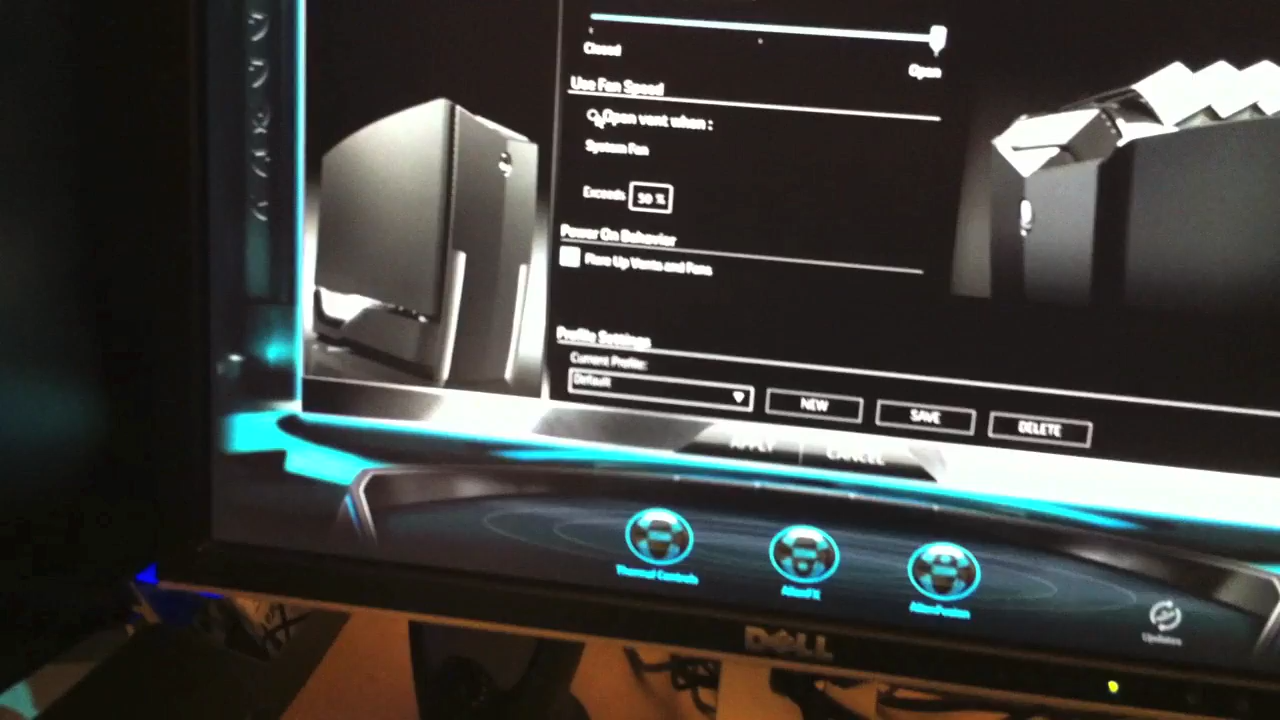 Closed
Open
Use Fan Speed
Open vent when :
System Fan
Exceeds 50 %
Power On Behavior
Flare Up Vents and Fans
Profile Settings
Current Profile:
Default
NEW SAVE DELETE
APPLY CANCEL
Thermal Controls
AlienFX
AlienFusion
Updates
DELL